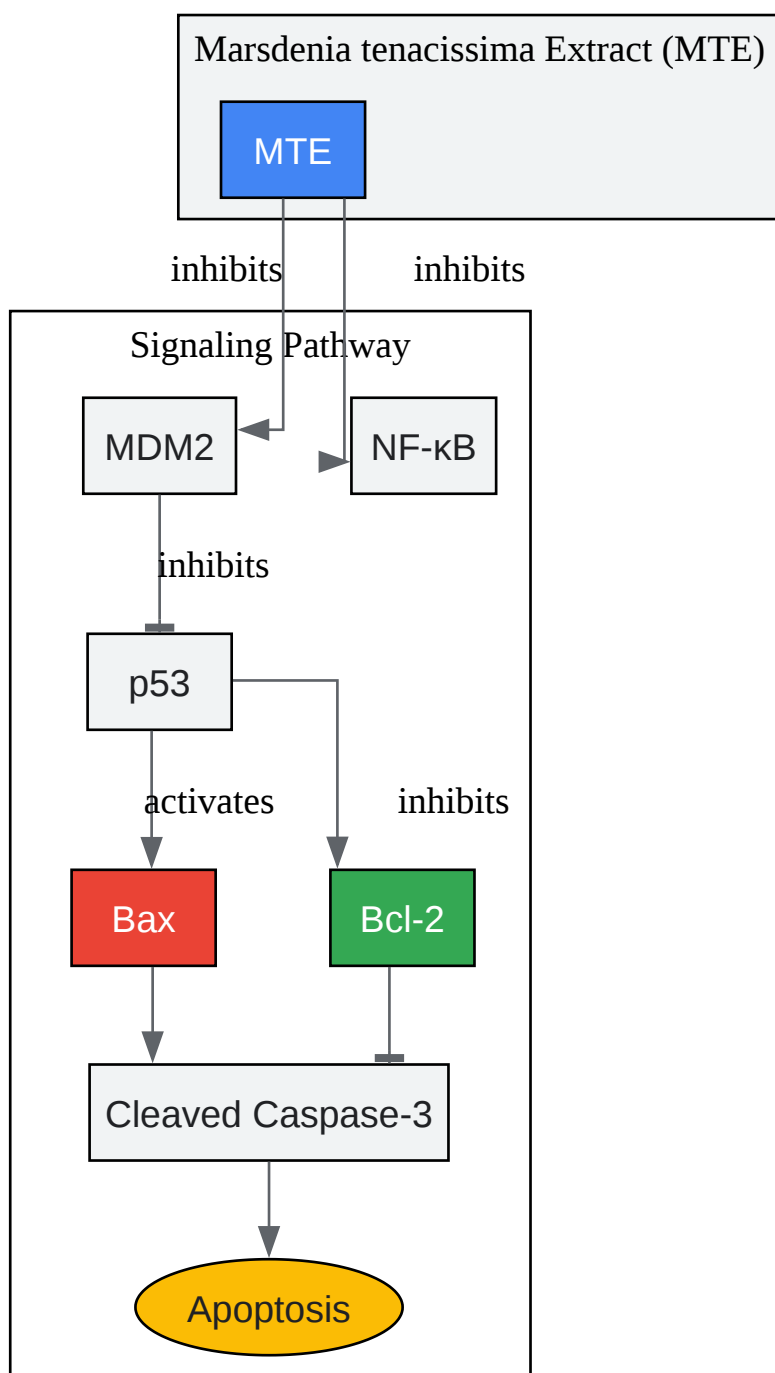 Marsdenia tenacissima Extract (MTE)
MTE
inhibits
inhibits
Signaling Pathway
MDM2
NF-κB
inhibits
p53
activates
inhibits
Bax
Bcl-2
Cleaved Caspase-3
Apoptosis